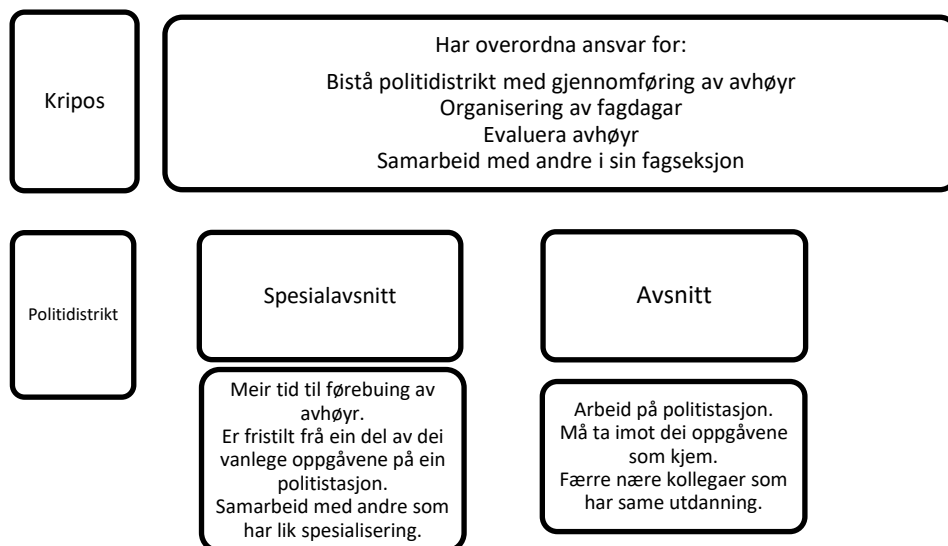 Kripos
Har overordna ansvar for:
Bistå politidistrikt med gjennomføring av avhøyr
Organisering av fagdagar
Evaluera avhøyr
Samarbeid med andre i sin fagseksjon
Politidistrikt
Spesialavsnitt
Avsnitt
Meir tid til førebuing av
avhøyr.
Er fristilt frå ein del av dei
vanlege oppgåvene på ein
politistasjon.
Samarbeid med andre som
har lik spesialisering.
Arbeid på politistasjon.
Må ta imot dei oppgåvene
som kjem.
Færre nære kollegaer som
har same utdanning.